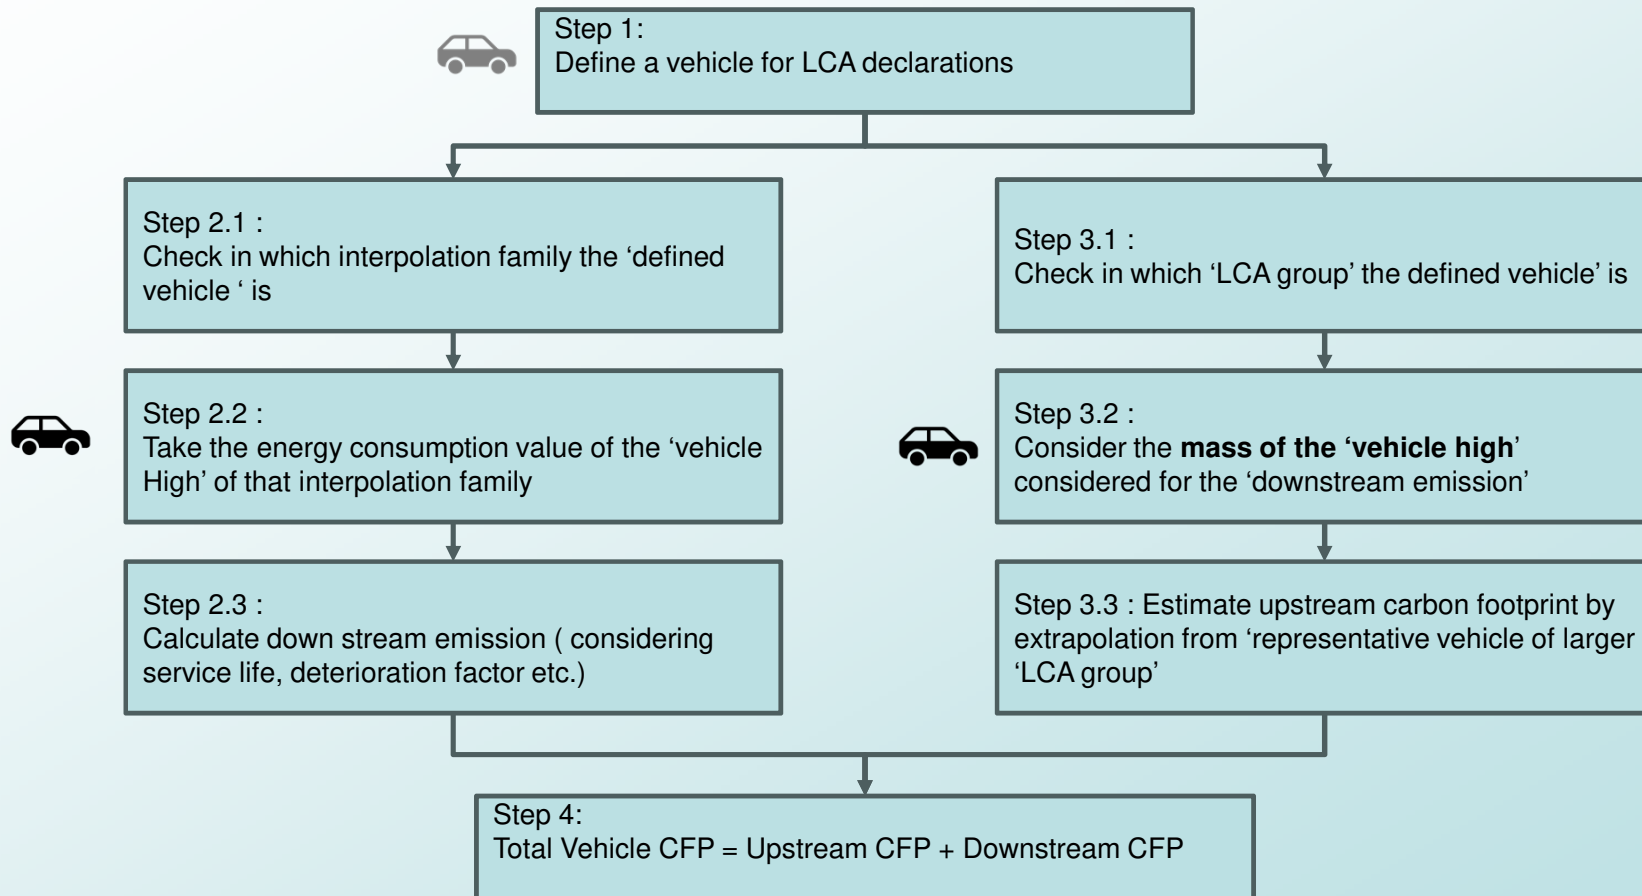 Step 1:
Define a vehicle for LCA declarations
Step 2.1 :
Check in which interpolation family the ‘defined
vehicle ‘ is
Step 2.2 :
Take the energy consumption value of the ‘vehicle
High’ of that interpolation family
Step 2.3 :
Calculate down stream emission ( considering
service life, deterioration factor etc.)
Step 3.1 :
Check in which ‘LCA group’ the defined vehicle’ is
Step 3.2 :
Consider the mass of the ‘vehicle high’
considered for the ‘downstream emission’
Step 3.3 : Estimate upstream carbon footprint by
extrapolation from ‘representative vehicle of larger
‘LCA group’
Step 4:
Total Vehicle CFP = Upstream CFP + Downstream CFP